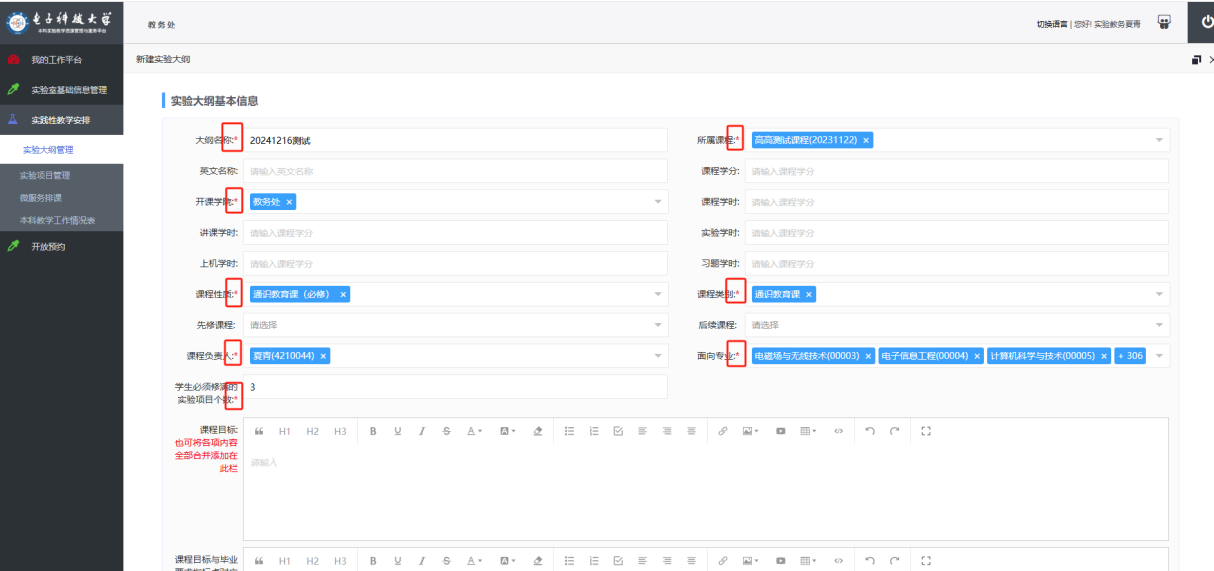 电子科技大学
本科实验教学资源管理与服务平台
教务处
切换语言 | 您好! 实验教务夏青
我的工作平台
新建实验大纲
实验室基础信息管理
实践性教学安排
实验大纲管理
实验项目管理
微服务排课
本科教学工作情况表
开放预约
实验大纲基本信息
大纲名称:* 20241216测试
所属课程:* 高高测试课程(20231122) ×
英文名称: 请输入英文名称
课程学分: 请输入课程学分
开课学院:* 教务处 ×
课程学时: 请输入课程学分
讲课学时: 请输入课程学分
实验学时: 请输入课程学分
上机学时: 请输入课程学分
习题学时: 请输入课程学分
课程性质:* 通识教育课（必修） ×
课程类别:* 通识教育课 ×
先修课程: 请选择
后续课程: 请选择
课程负责人:* 夏青(4210044) ×
面向专业:* 电磁场与无线技术(00003) × 电子信息工程(00004) × 计算机科学与技术(00005) × + 306
学生必须修满的
实验项目个数:* 3
课程目标:
也可将各项内容
全部合并添加在
此栏
H1 H2 H3 B U I S A A
请输入
课程目标与毕业
H1 H2 H3 B U I S A A